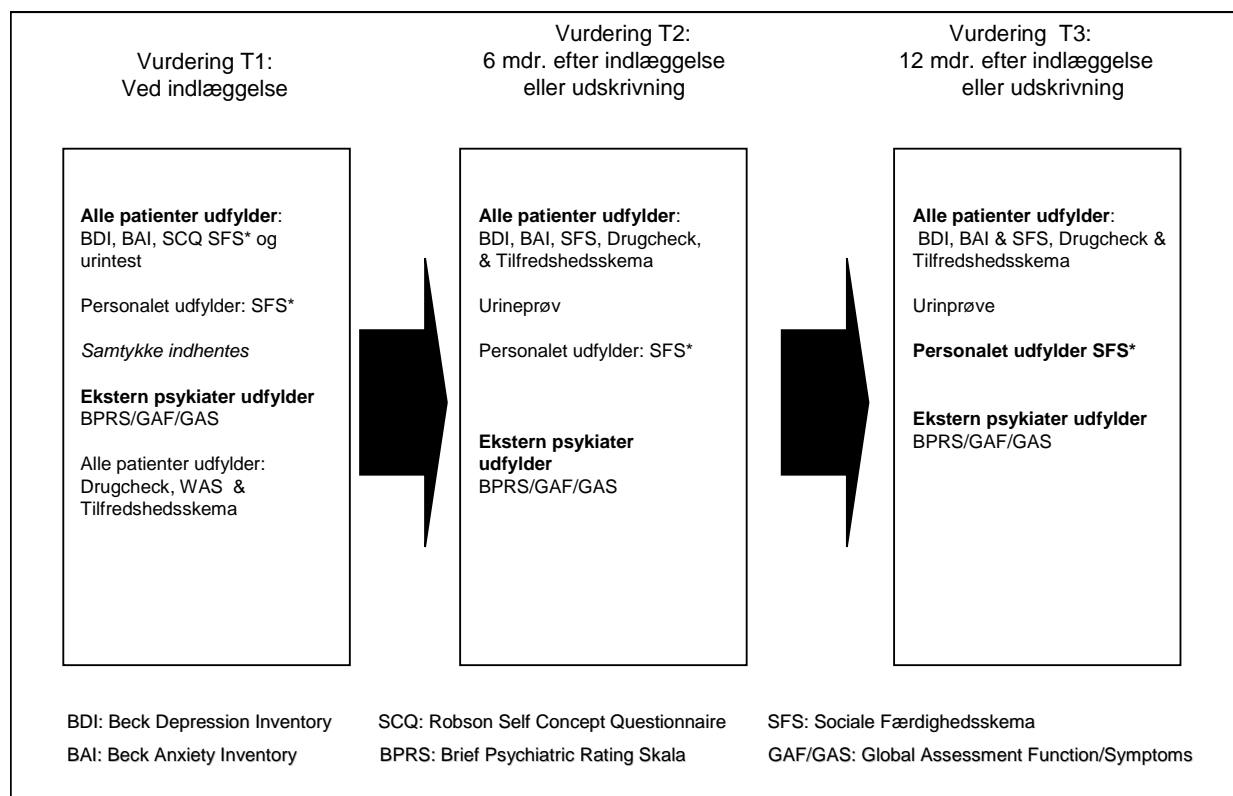 Vurdering T1:
Ved indlæggelse
Alle patienter udfylder:
BDI, BAI, SCQ SFS* og
urintest
Personalet udfylder: SFS*
Samtykke indhentes
Ekstern psykiater udfylder
BPRS/GAF/GAS
Alle patienter udfylder:
Drugcheck, WAS &
Tilfredshedsskema
Vurdering T2:
6 mdr. efter indlæggelse
eller udskrivning
Alle patienter udfylder:
BDI, BAI, SFS, Drugcheck,
& Tilfredshedsskema
Urineprøv
Personalet udfylder: SFS*
Ekstern psykiater
udfylder
BPRS/GAF/GAS
Vurdering T3:
12 mdr. efter indlæggelse
eller udskrivning
Alle patienter udfylder:
BDI, BAI & SFS, Drugcheck &
Tilfredshedsskema
Urinprøve
Personalet udfylder SFS*
Ekstern psykiater udfylder
BPRS/GAF/GAS
BDI: Beck Depression Inventory
SCQ: Robson Self Concept Questionnaire
SFS: Sociale Færdighedsskema
BAI: Beck Anxiety Inventory
BPRS: Brief Psychiatric Rating Skala
GAF/GAS: Global Assessment Function/Symptoms